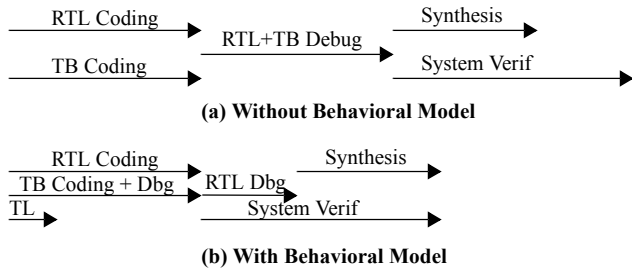 RTL Coding
Synthesis
RTL+TB Debug
TB Coding
System Verif
(a) Without Behavioral Model
RTL Coding
Synthesis
TB Coding + Dbg
RTL Dbg
TL
System Verif
(b) With Behavioral Model